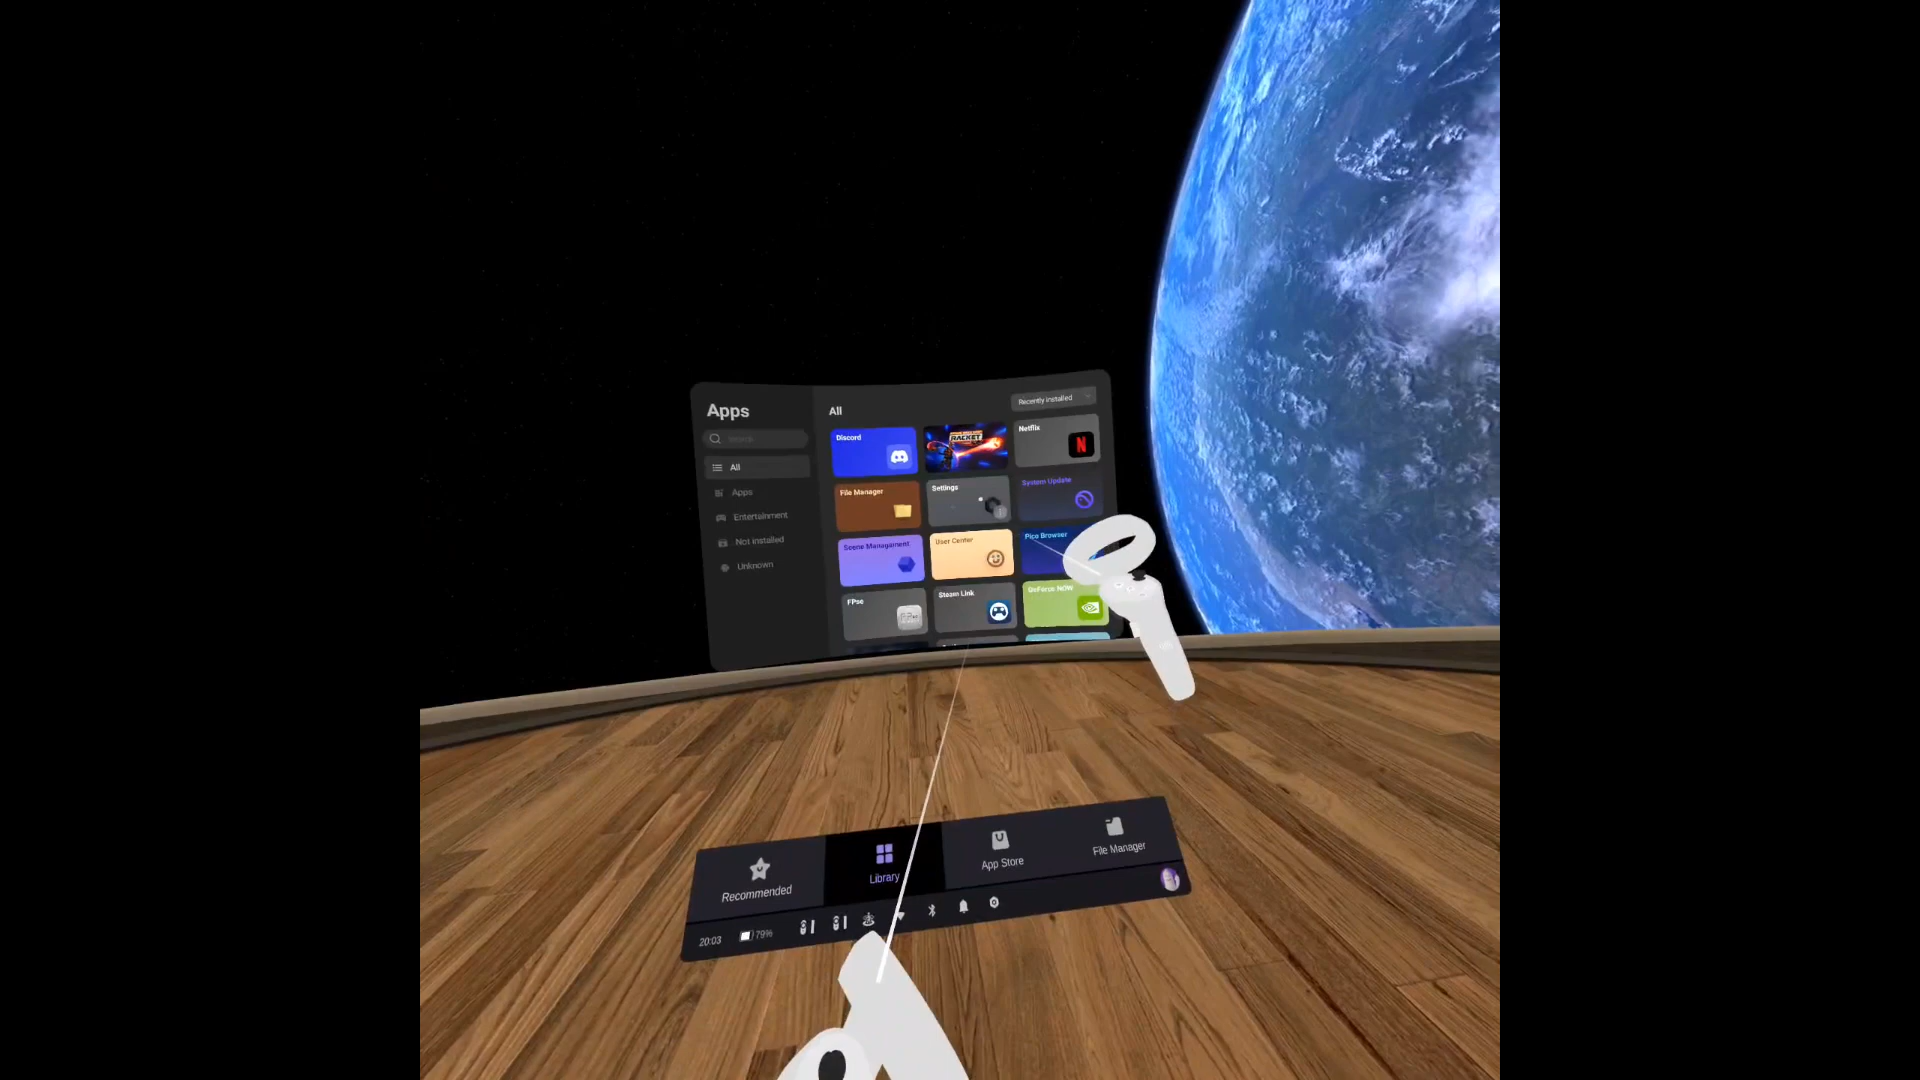 Apps
Search
All
Apps
Entertainment
Not installed
Unknown
All
Recently installed
Discord
RACKET
Netflix
N
File Manager
Settings
System Update
Scene Management
User Center
Pico Browser
FPse
Steam Link
GeForce NOW
Recommended
Library
App Store
File Manager
20:03
79%